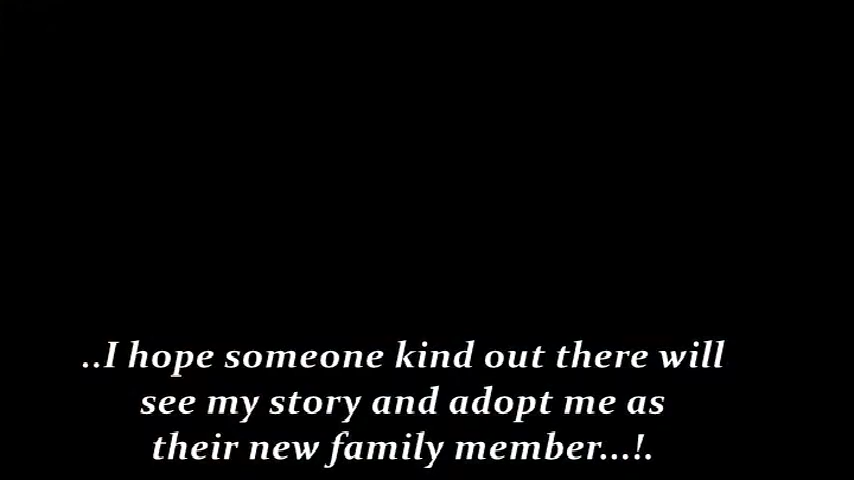 ..I hope someone kind out there will
see my story and adopt me as
their new family member...!.